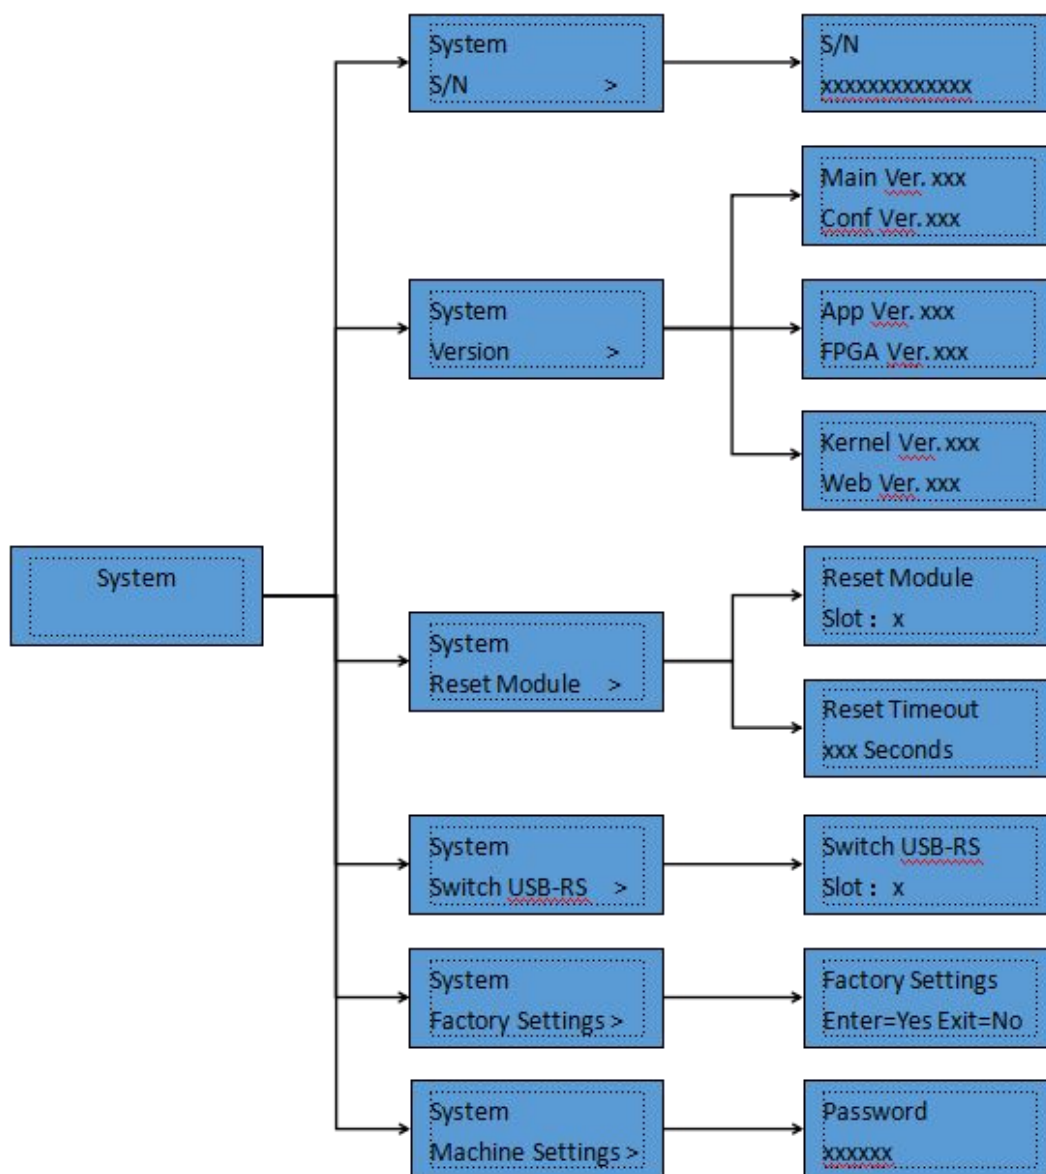 System
System
S/N >
S/N
xxxxxxxxxxxxx
System
Version >
Main Ver. xxx
Conf Ver. xxx
App Ver. xxx
FPGA Ver. xxx
Kernel Ver. xxx
Web Ver. xxx
System
Reset Module >
Reset Module
Slot： x
Reset Timeout
xxx Seconds
System
Switch USB-RS >
Switch USB-RS
Slot： x
System
Factory Settings >
Factory Settings
Enter=Yes Exit=No
System
Machine Settings >
Password
xxxxxx